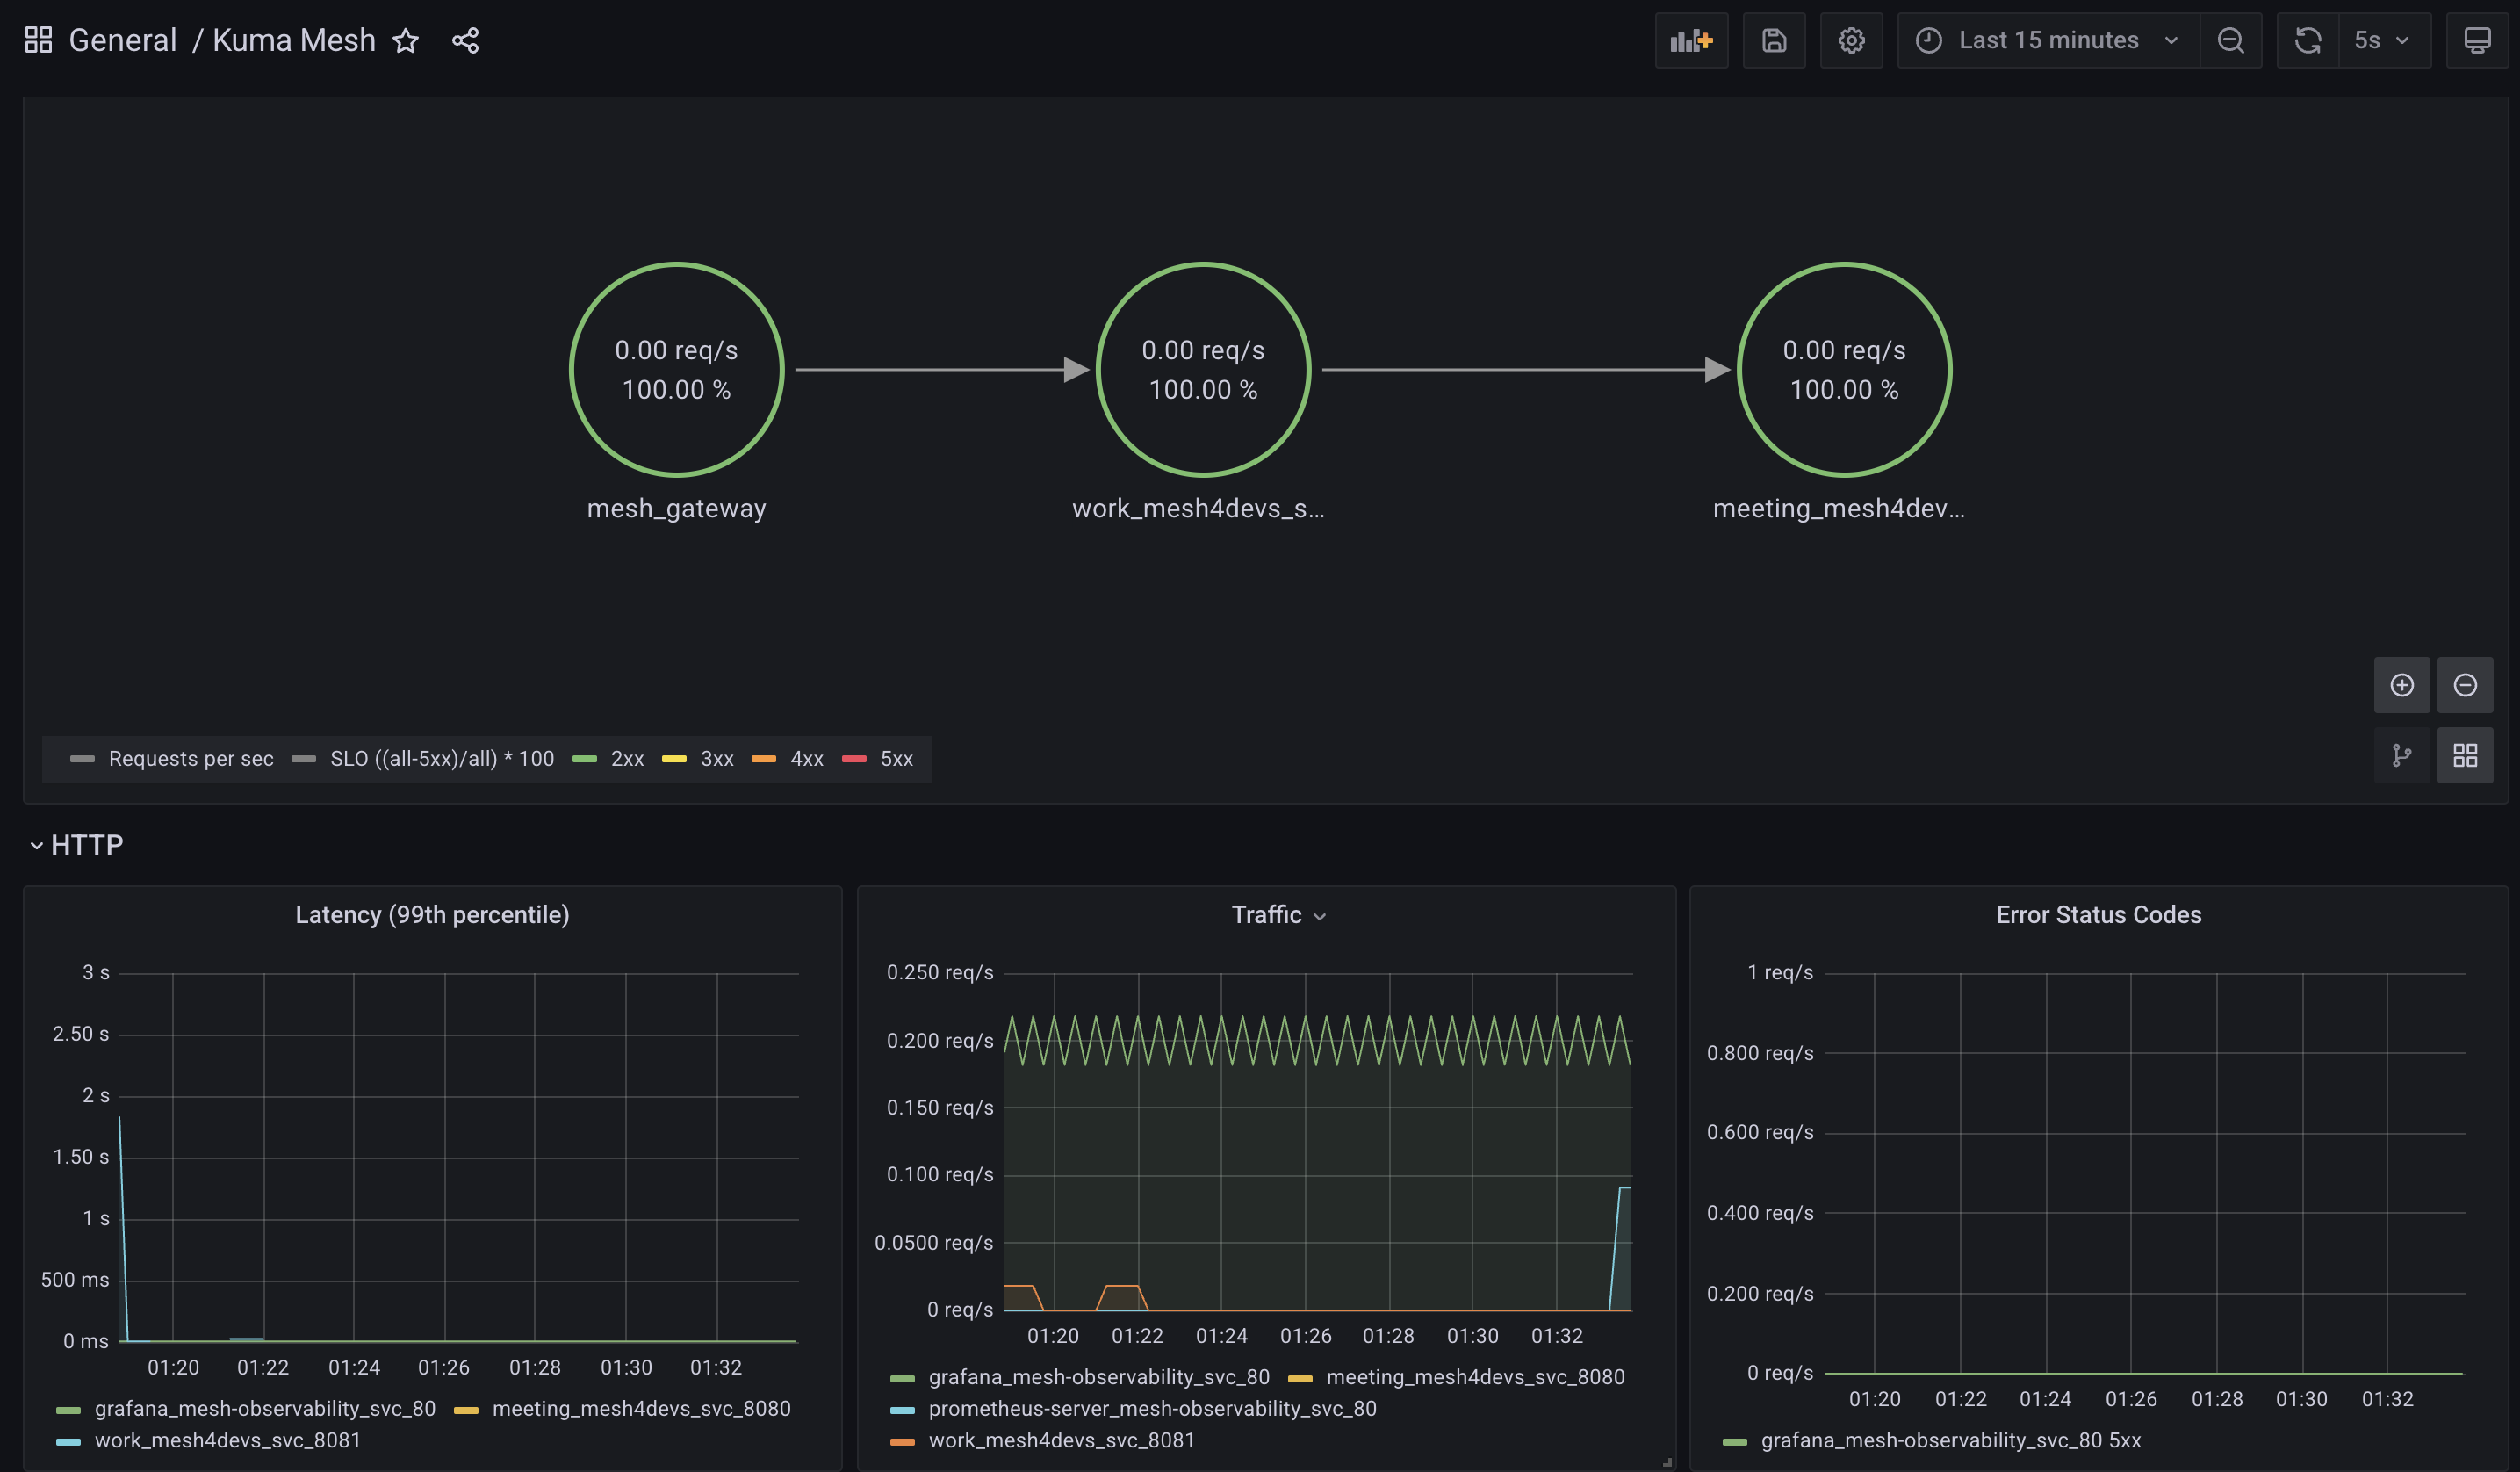 General / Kuma Mesh
Last 15 minutes
5s
0.00 req/s
100.00 %
mesh_gateway
0.00 req/s
100.00 %
work_mesh4devs_s...
0.00 req/s
100.00 %
meeting_mesh4dev...
Requests per sec SLO ((all-5xx)/all) * 100 2xx 3xx 4xx 5xx
HTTP
Latency (99th percentile)
3 s
2.50 s
2 s
1.50 s
1 s
500 ms
0 ms
01:20 01:22 01:24 01:26 01:28 01:30 01:32
grafana_mesh-observability_svc_80 meeting_mesh4devs_svc_8080
work_mesh4devs_svc_8081
Traffic
0.250 req/s
0.200 req/s
0.150 req/s
0.100 req/s
0.0500 req/s
0 req/s
01:20 01:22 01:24 01:26 01:28 01:30 01:32
grafana_mesh-observability_svc_80 meeting_mesh4devs_svc_8080
prometheus-server_mesh-observability_svc_80
work_mesh4devs_svc_8081
Error Status Codes
1 req/s
0.800 req/s
0.600 req/s
0.400 req/s
0.200 req/s
0 req/s
01:20 01:22 01:24 01:26 01:28 01:30 01:32
grafana_mesh-observability_svc_80 5xx